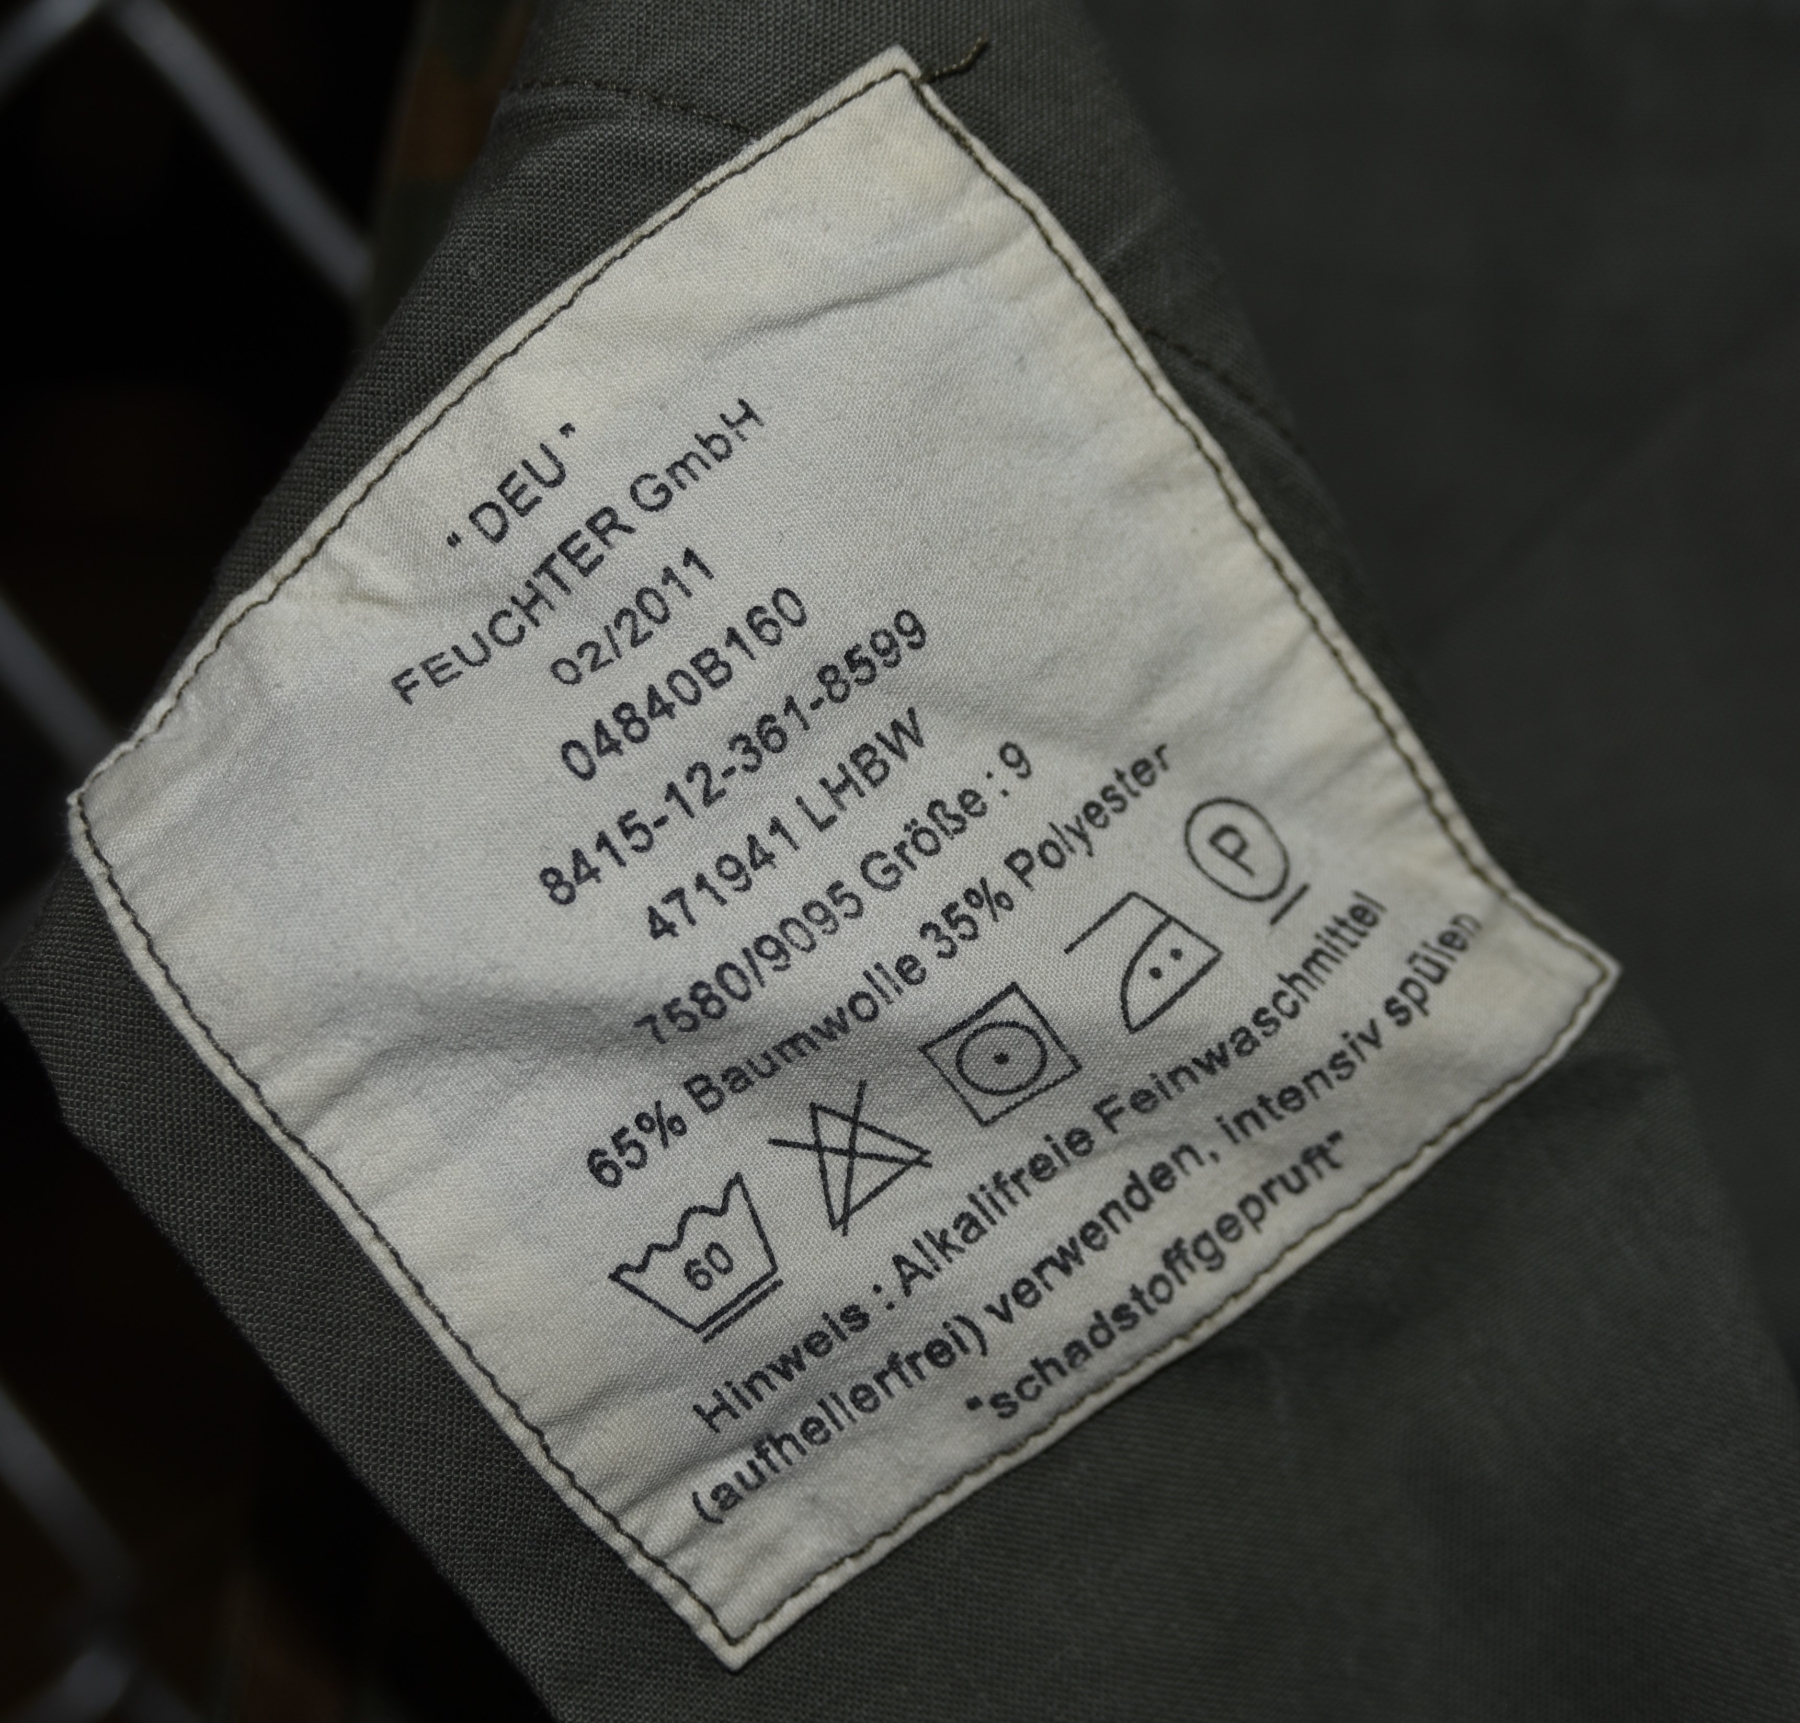 "DEU"
FEUCHTER GmbH
02/2011
04840B160
8415-12-361-8599
471941 LHBW
7580/9095 Größe : 9
65% Baumwolle 35% Polyester
60 P
Hinweis : Alkalifreie Feinwaschmittel
(aufhellerfrei) verwenden, intensiv spülen
"schadstoffgeprüft"